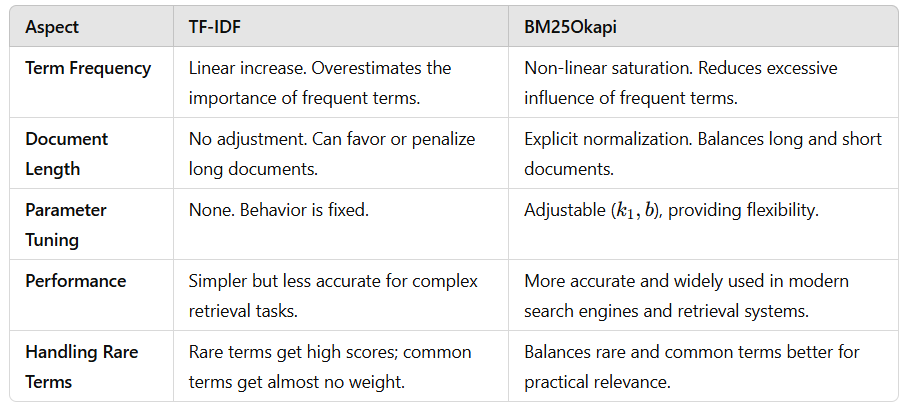 Aspect TF-IDF BM25Okapi
Term Frequency Linear increase. Overestimates the Non-linear saturation. Reduces excessive
importance of frequent terms. influence of frequent terms.
Document No adjustment. Can favor or penalize Explicit normalization. Balances long and short
Length long documents. documents.
Parameter None. Behavior is fixed. Adjustable (k₁, b), providing flexibility.
Tuning
Performance Simpler but less accurate for complex More accurate and widely used in modern
retrieval tasks. search engines and retrieval systems.
Handling Rare Rare terms get high scores; common Balances rare and common terms better for
Terms terms get almost no weight. practical relevance.